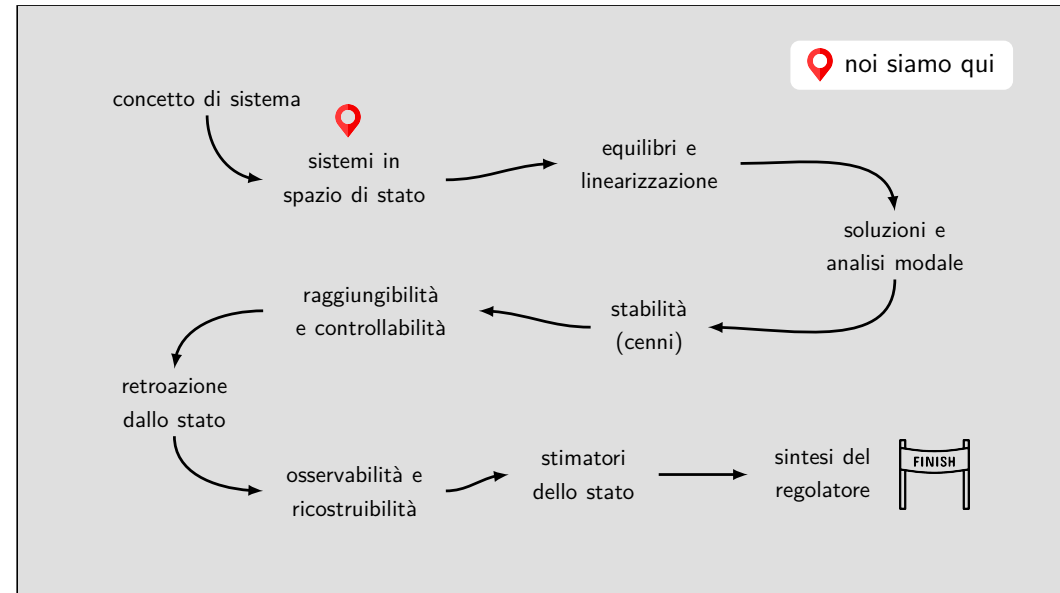 noi siamo qui
concetto di sistema
sistemi in
spazio di stato
equilibri e
linearizzazione
soluzioni e
analisi modale
stabilità
(cenni)
raggiungibilità
e controllabilità
retroazione
dallo stato
osservabilità e
ricostruibilità
stimatori
dello stato
sintesi del
regolatore
FINISH